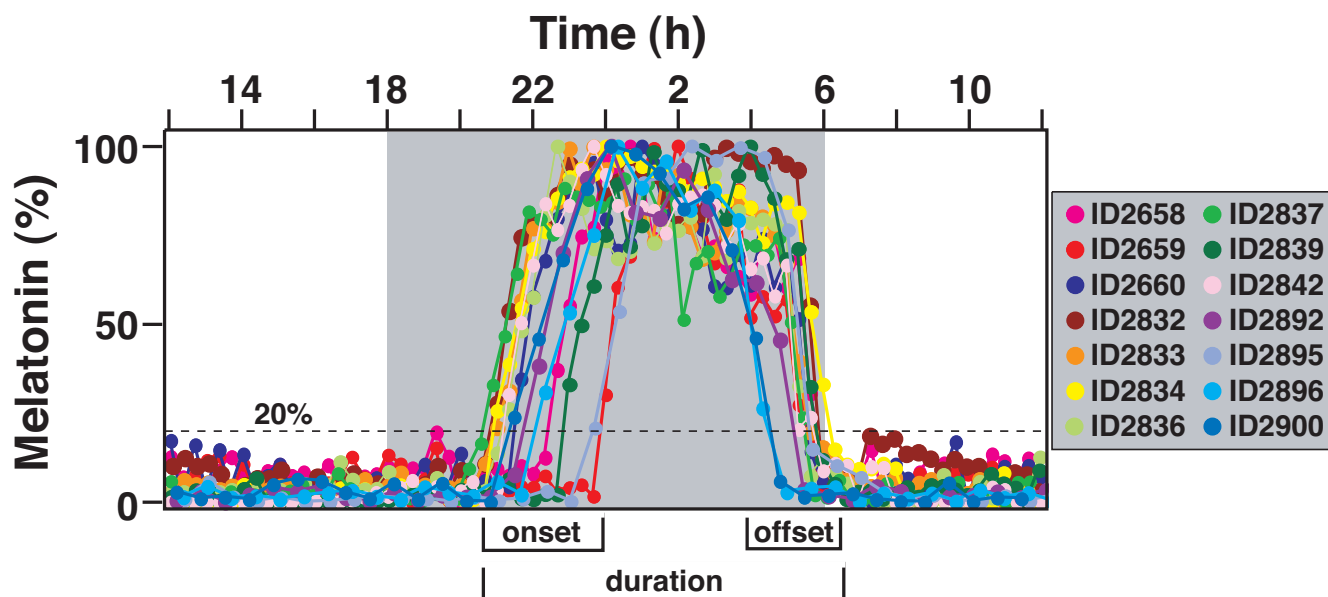 Time (h)
14 18 22 2 6 10
Melatonin (%)
100
50
0
20%
onset offset
duration
ID2658 ID2837
ID2659 ID2839
ID2660 ID2842
ID2832 ID2892
ID2833 ID2895
ID2834 ID2896
ID2836 ID2900